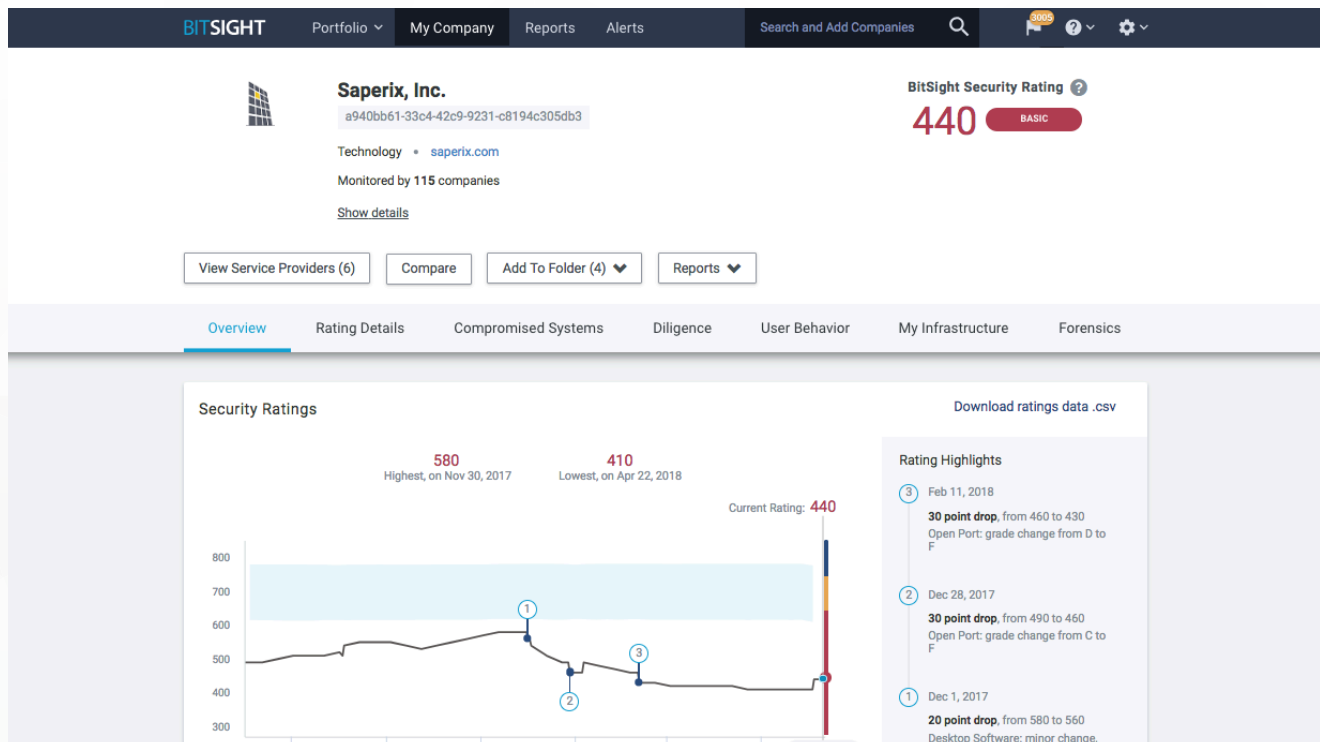 BITSIGHT Portfolio My Company Reports Alerts Search and Add Companies 3005 ?
Saperix, Inc.
a940bb61-33c4-42c9-9231-c8194c305db3
Technology • saperix.com
Monitored by 115 companies
Show details
BitSight Security Rating ?
440 BASIC
View Service Providers (6) Compare Add To Folder (4) Reports
Overview Rating Details Compromised Systems Diligence User Behavior My Infrastructure Forensics
Security Ratings
Download ratings data .csv
580
Highest, on Nov 30, 2017
410
Lowest, on Apr 22, 2018
Current Rating: 440
800
700
600
500
400
300
1
2
3
Rating Highlights
3 Feb 11, 2018
30 point drop, from 460 to 430
Open Port: grade change from D to
F
2 Dec 28, 2017
30 point drop, from 490 to 460
Open Port: grade change from C to
F
1 Dec 1, 2017
20 point drop, from 580 to 560
Desktop Software: minor change,